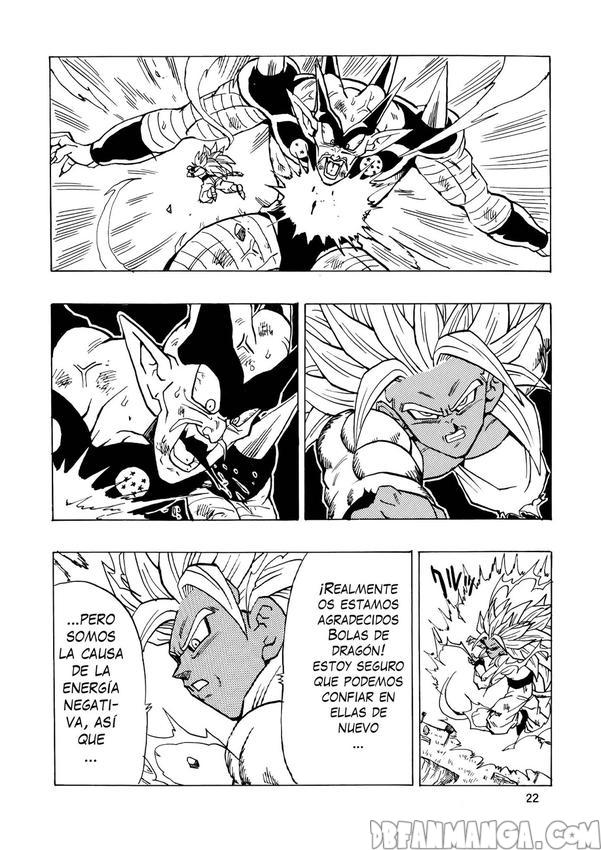 ¡REALMENTE
OS ESTAMOS
AGRADECIDOS
BOLAS DE
DRAGÓN!
ESTOY SEGURO
QUE PODEMOS
CONFIAR EN
ELLAS DE
NUEVO
...
...PERO
SOMOS
LA CAUSA
DE LA
ENERGÍA
NEGATI-
VA, ASÍ
QUE
...
22
DBFANMANGA.COM